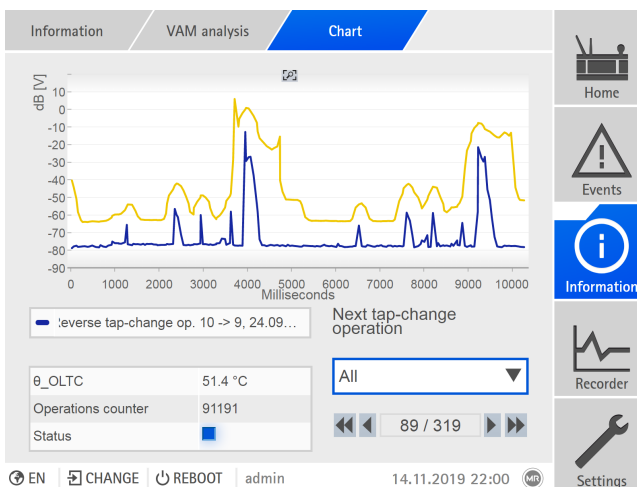 Information
VAM analysis
Chart
Home
Events
Information
Recorder
Settings
dB [V]
10
0
-10
-20
-30
-40
-50
-60
-70
-80
-90
0 1000 2000 3000 4000 5000 6000 7000 8000 9000 10000
Milliseconds
everse tap-change op. 10 -> 9, 24.09...
Next tap-change
operation
All
θ_OLTC 51.4 °C
Operations counter 91191
Status
89 / 319
EN CHANGE REBOOT admin 14.11.2019 22:00 MR